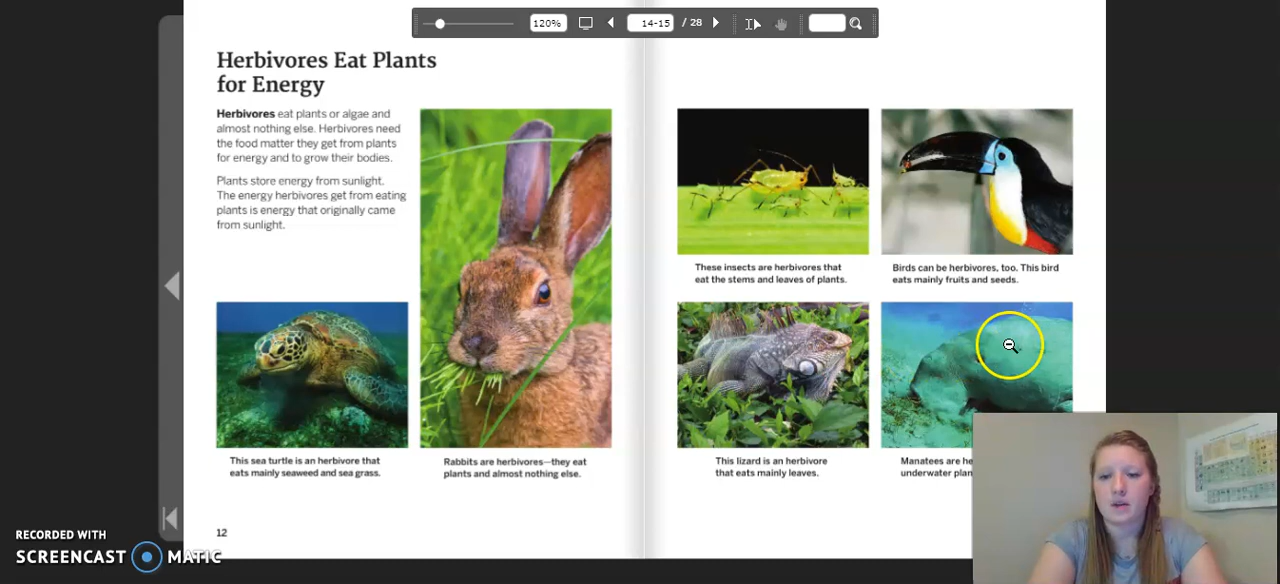 120%
14-15 / 28
Herbivores Eat Plants
for Energy
Herbivores eat plants or algae and
almost nothing else. Herbivores need
the food matter they get from plants
for energy and to grow their bodies.
Plants store energy from sunlight.
The energy herbivores get from eating
plants is energy that originally came
from sunlight.
This sea turtle is an herbivore that
eats mainly seaweed and sea grass.
Rabbits are herbivores—they eat
plants and almost nothing else.
12
These insects are herbivores that
eat the stems and leaves of plants.
Birds can be herbivores, too. This bird
eats mainly fruits and seeds.
This lizard is an herbivore
that eats mainly leaves.
Manatees are he
underwater plan
RECORDED WITH
SCREENCAST MATIC